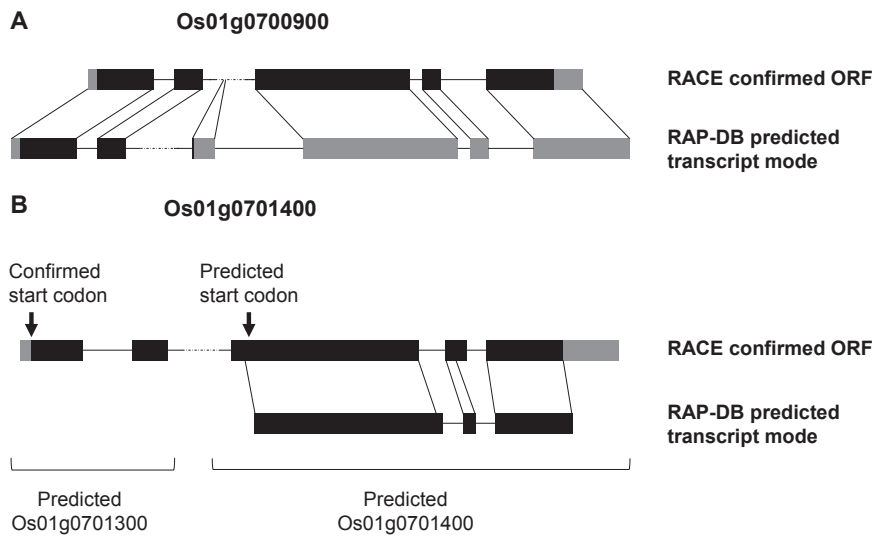 A
Os01g0700900
RACE confirmed ORF
RAP-DB predicted
transcript mode
B
Os01g0701400
Confirmed
start codon
Predicted
start codon
RACE confirmed ORF
RAP-DB predicted
transcript mode
Predicted
Os01g0701300
Predicted
Os01g0701400